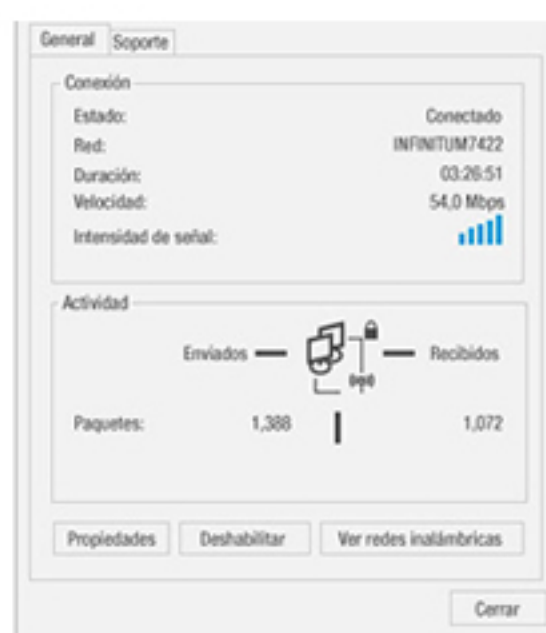 General Soporte
Conexión
Estado: Conectado
Red: INFINITUM7422
Duración: 03:26:51
Velocidad: 54,0 Mbps
Intensidad de señal:
Actividad
Enviados Recibidos
Paquetes: 1,388 1,072
Propiedades Deshabilitar Ver redes inalámbricas
Cerrar